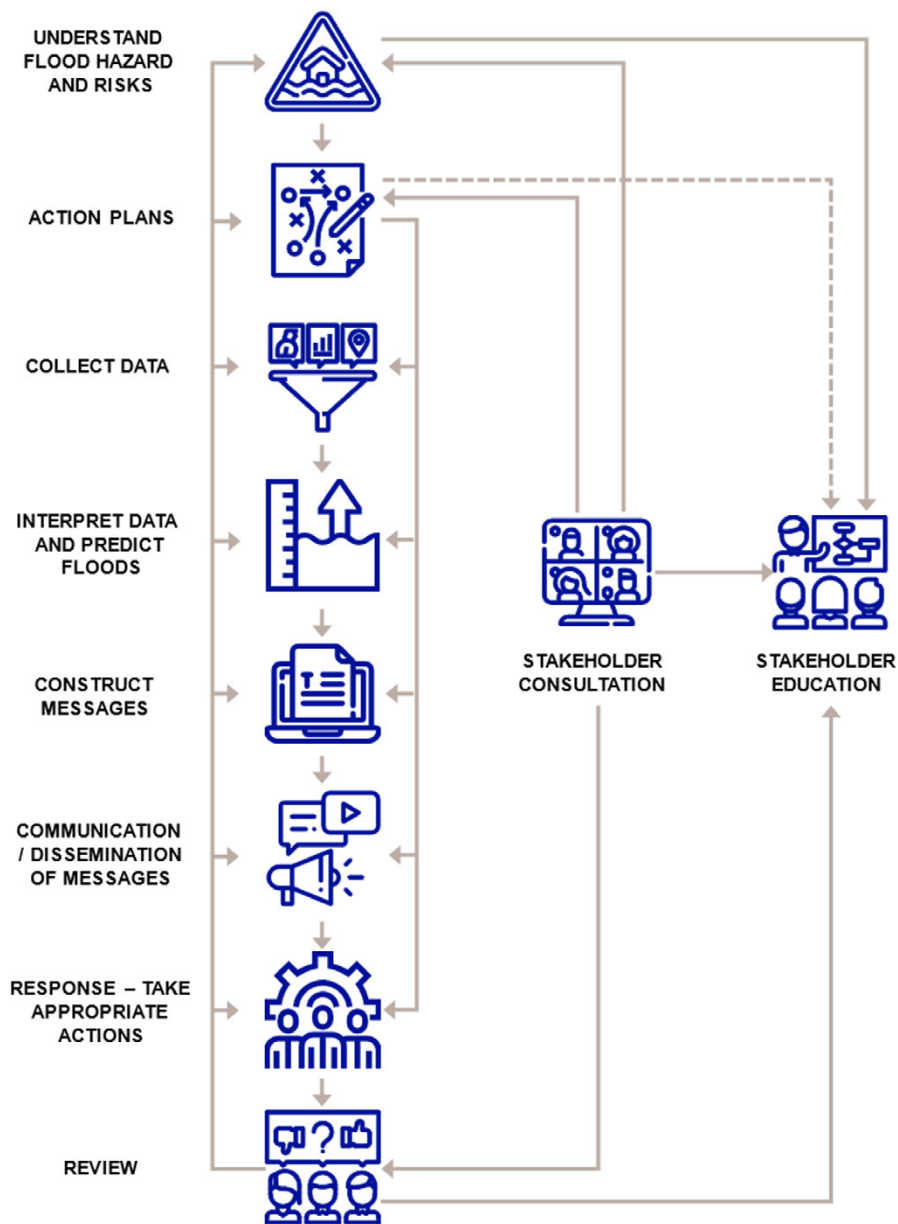 UNDERSTAND
FLOOD HAZARD
AND RISKS
ACTION PLANS
COLLECT DATA
INTERPRET DATA
AND PREDICT
FLOODS
CONSTRUCT
MESSAGES
T
COMMUNICATION
/ DISSEMINATION
OF MESSAGES
RESPONSE – TAKE
APPROPRIATE
ACTIONS
?
REVIEW
STAKEHOLDER
CONSULTATION
STAKEHOLDER
EDUCATION